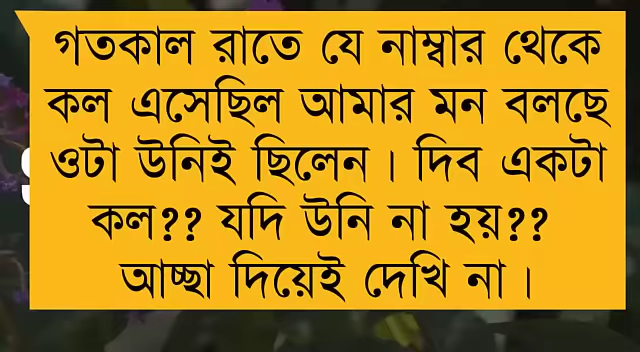 গতকাল রাতে যে নাম্বার থেকে
কল এসেছিল আমার মন বলছে
ওটা উনিই ছিলেন। দিব একটা
কল?? যদি উনি না হয়??
আচ্ছা দিয়েই দেখি না।